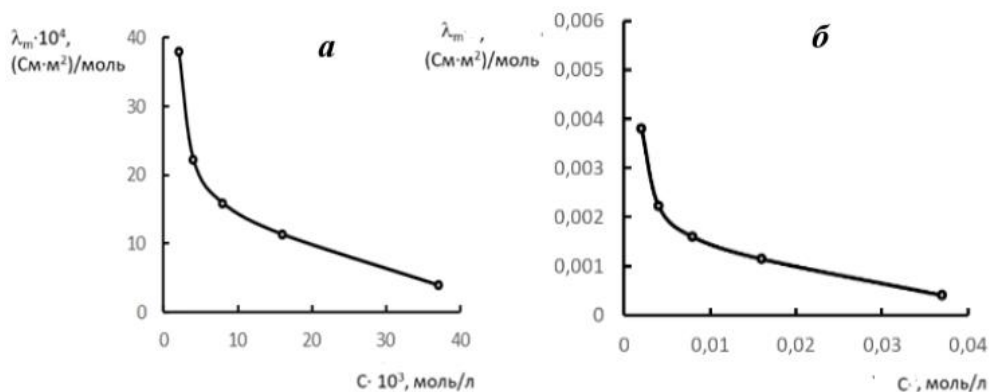 λm·10⁴,
(См·м²)/моль
а
40
30
20
10
0
0 10 20 30 40
С· 10³, моль/л
λm ,
(См·м²)/моль
б
0,006
0,005
0,004
0,003
0,002
0,001
0
0 0,01 0,02 0,03 0,04
С· , моль/л